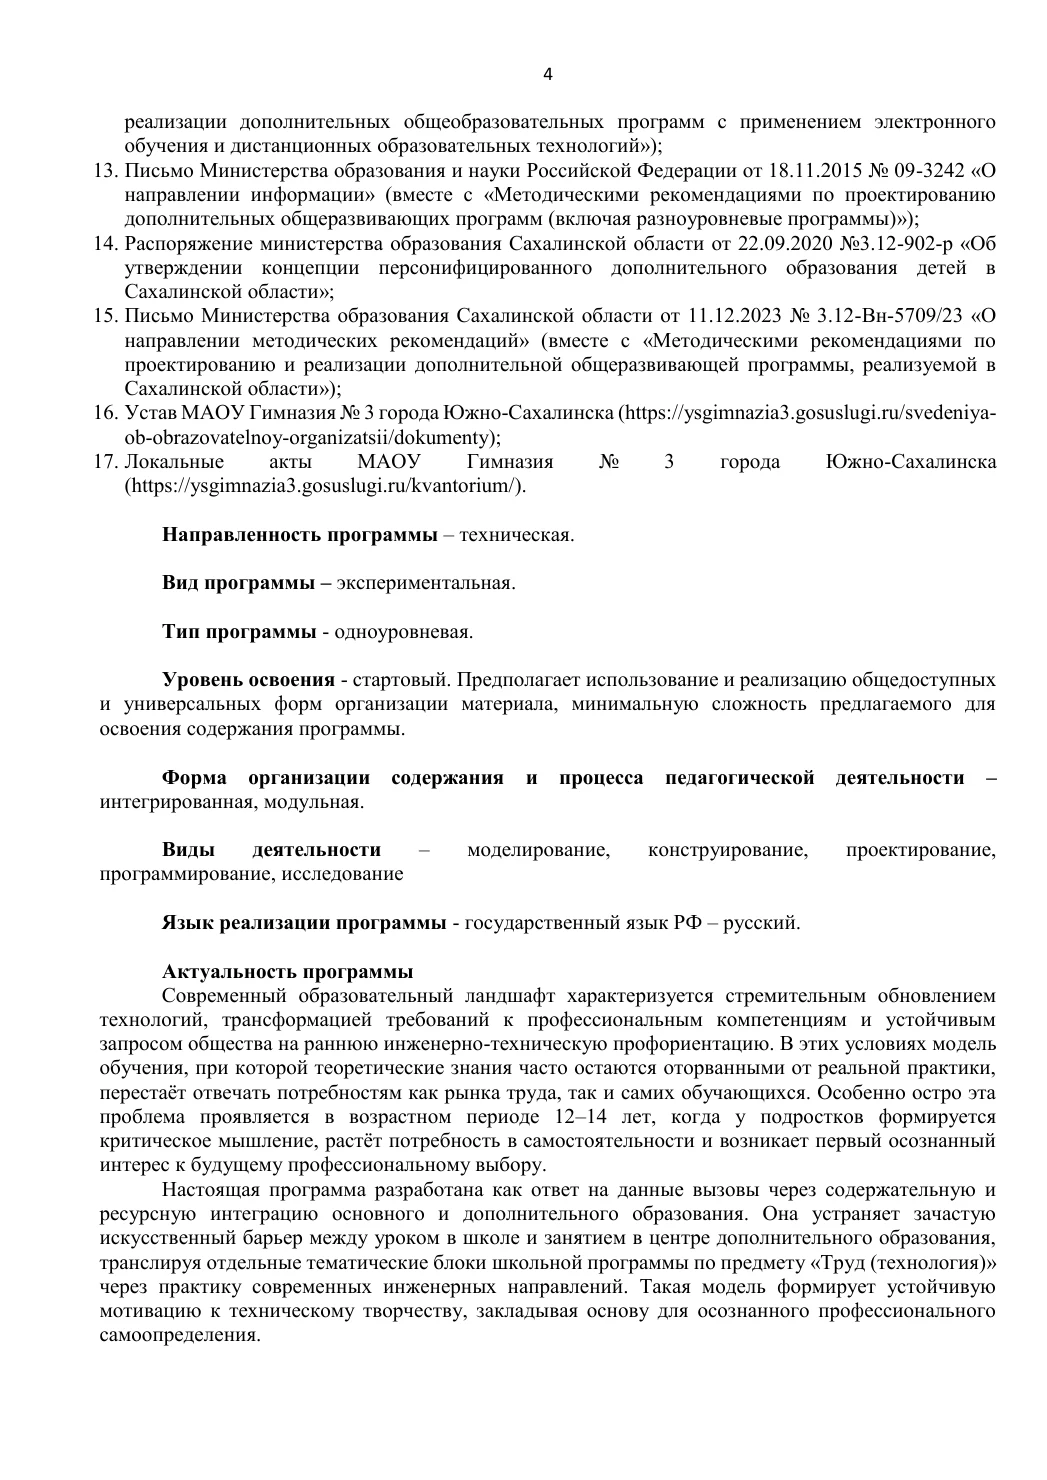 4
реализации дополнительных общеобразовательных программ с применением электронного
обучения и дистанционных образовательных технологий»);
13. Письмо Министерства образования и науки Российской Федерации от 18.11.2015 № 09-3242 «О
направлении информации» (вместе с «Методическими рекомендациями по проектированию
дополнительных общеразвивающих программ (включая разноуровневые программы)»);
14. Распоряжение министерства образования Сахалинской области от 22.09.2020 №3.12-902-р «Об
утверждении концепции персонифицированного дополнительного образования детей в
Сахалинской области»;
15. Письмо Министерства образования Сахалинской области от 11.12.2023 № 3.12-Вн-5709/23 «О
направлении методических рекомендаций» (вместе с «Методическими рекомендациями по
проектированию и реализации дополнительной общеразвивающей программы, реализуемой в
Сахалинской области»);
16. Устав МАОУ Гимназия № 3 города Южно-Сахалинска (https://ysgimnazia3.gosuslugi.ru/svedeniya-
ob-obrazovatelnoy-organizatsii/dokumenty);
17. Локальные акты МАОУ Гимназия № 3 города Южно-Сахалинска
(https://ysgimnazia3.gosuslugi.ru/kvantorium/).
Направленность программы – техническая.
Вид программы – экспериментальная.
Тип программы - одноуровневая.
Уровень освоения - стартовый. Предполагает использование и реализацию общедоступных
и универсальных форм организации материала, минимальную сложность предлагаемого для
освоения содержания программы.
Форма организации содержания и процесса педагогической деятельности –
интегрированная, модульная.
Виды деятельности – моделирование, конструирование, проектирование,
программирование, исследование
Язык реализации программы - государственный язык РФ – русский.
Актуальность программы
Современный образовательный ландшафт характеризуется стремительным обновлением
технологий, трансформацией требований к профессиональным компетенциям и устойчивым
запросом общества на раннюю инженерно-техническую профориентацию. В этих условиях модель
обучения, при которой теоретические знания часто остаются оторванными от реальной практики,
перестаёт отвечать потребностям как рынка труда, так и самих обучающихся. Особенно остро эта
проблема проявляется в возрастном периоде 12–14 лет, когда у подростков формируется
критическое мышление, растёт потребность в самостоятельности и возникает первый осознанный
интерес к будущему профессиональному выбору.
Настоящая программа разработана как ответ на данные вызовы через содержательную и
ресурсную интеграцию основного и дополнительного образования. Она устраняет зачастую
искусственный барьер между уроком в школе и занятием в центре дополнительного образования,
транслируя отдельные тематические блоки школьной программы по предмету «Труд (технология)»
через практику современных инженерных направлений. Такая модель формирует устойчивую
мотивацию к техническому творчеству, закладывая основу для осознанного профессионального
самоопределения.